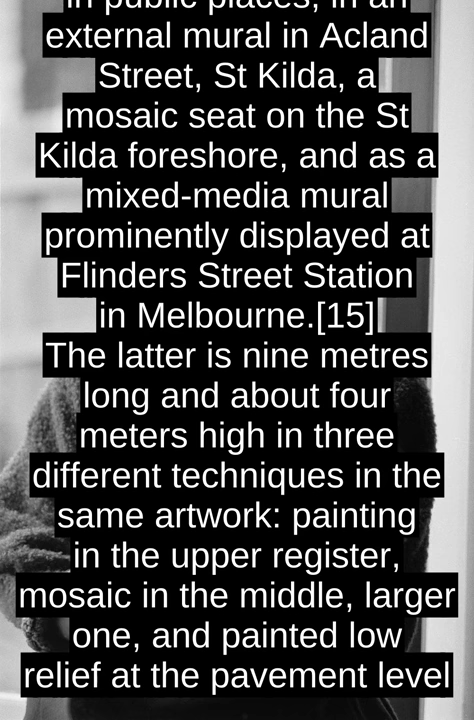 in public places, in an
external mural in Acland
Street, St Kilda, a
mosaic seat on the St
Kilda foreshore, and as a
mixed-media mural
prominently displayed at
Flinders Street Station
in Melbourne.[15]
The latter is nine metres
long and about four
meters high in three
different techniques in the
same artwork: painting
in the upper register,
mosaic in the middle, larger
one, and painted low
relief at the pavement level